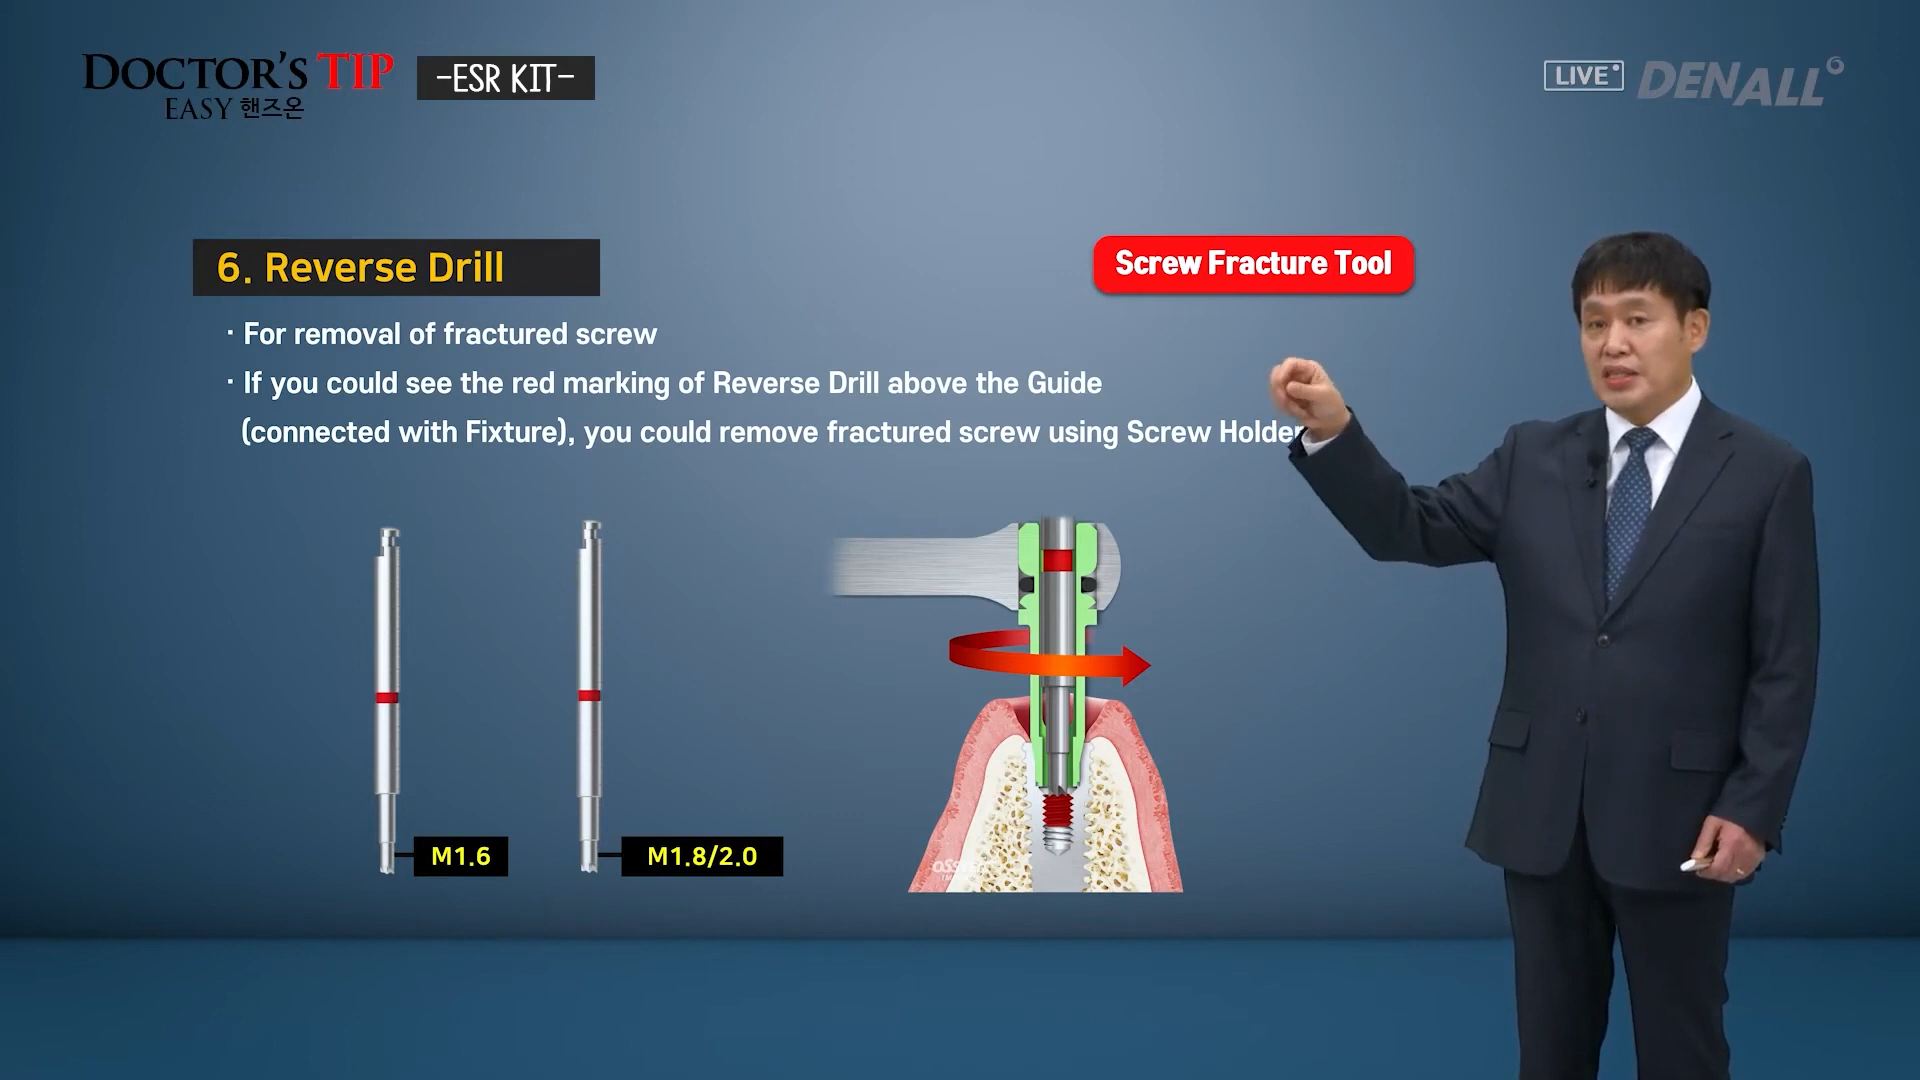 DOCTOR'S TIP
EASY 핸즈온
-ESR KIT-
LIVE
DENALL
6. Reverse Drill
Screw Fracture Tool
· For removal of fractured screw
· If you could see the red marking of Reverse Drill above the Guide
(connected with Fixture), you could remove fractured screw using Screw Holder
M1.6
M1.8/2.0